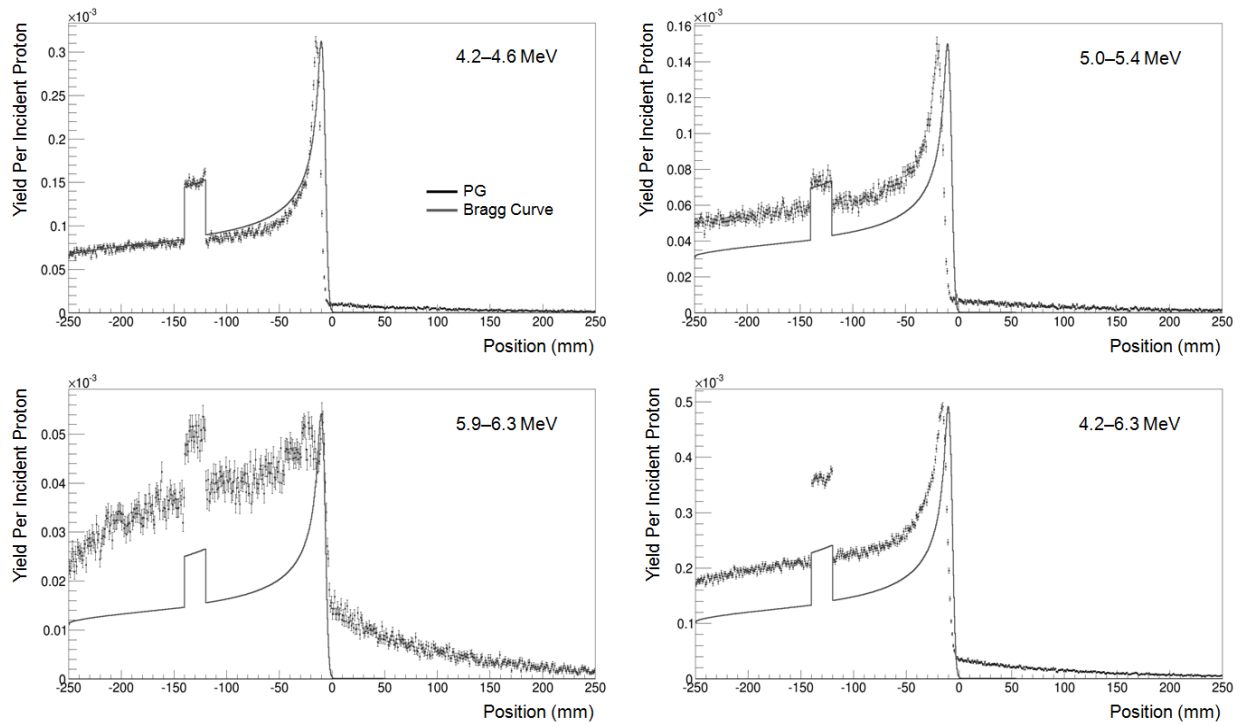 ×10⁻³
Yield Per Incident Proton
4.2–4.6 MeV
0.3
0.25
0.2
0.15
0.1
0.05
0
PG
Bragg Curve
-250 -200 -150 -100 -50 0 50 100 150 200 250
Position (mm)
×10⁻³
Yield Per Incident Proton
5.0–5.4 MeV
0.16
0.14
0.12
0.1
0.08
0.06
0.04
0.02
0
-250 -200 -150 -100 -50 0 50 100 150 200 250
Position (mm)
×10⁻³
Yield Per Incident Proton
5.9–6.3 MeV
0.05
0.04
0.03
0.02
0.01
0
-250 -200 -150 -100 -50 0 50 100 150 200 250
Position (mm)
×10⁻³
Yield Per Incident Proton
4.2–6.3 MeV
0.5
0.4
0.3
0.2
0.1
0
-250 -200 -150 -100 -50 0 50 100 150 200 250
Position (mm)